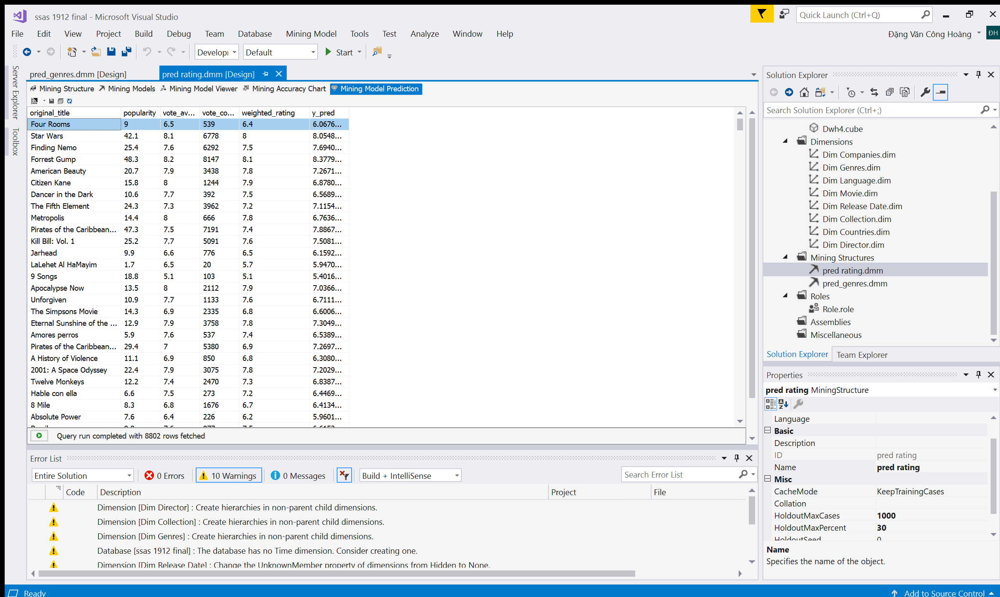 ssas 1912 final - Microsoft Visual Studio
Quick Launch (Ctrl+Q)
File Edit View Project Build Debug Team Database Mining Model Tools Test Analyze Window Help
Đặng Văn Công Hoàng ĐH
Developı Default Start
Server Explorer
Toolbox
pred_genres.dmm [Design] pred rating.dmm [Design]
Mining Structure Mining Models Mining Model Viewer Mining Accuracy Chart Mining Model Prediction
original_title popularity vote_av... vote_co... weighted_rating y_pred
Four Rooms 9 6.5 539 6.4 6.0676...
Star Wars 42.1 8.1 6778 8 8.0548...
Finding Nemo 25.4 7.6 6292 7.5 7.6940...
Forrest Gump 48.3 8.2 8147 8.1 8.3779...
American Beauty 20.7 7.9 3438 7.8 7.2671...
Citizen Kane 15.8 8 1244 7.9 6.8780...
Dancer in the Dark 10.6 7.7 392 7.5 6.5689...
The Fifth Element 24.3 7.3 3962 7.2 7.1154...
Metropolis 14.4 8 666 7.8 6.7636...
Pirates of the Caribbean... 47.3 7.5 7191 7.4 7.8867...
Kill Bill: Vol. 1 25.2 7.7 5091 7.6 7.5081...
Jarhead 9.9 6.6 776 6.5 6.1592...
LaLehet Al HaMayim 1.7 6.5 20 5.7 5.9470...
9 Songs 18.8 5.1 103 5.1 5.4016...
Apocalypse Now 13.5 8 2112 7.9 7.0366...
Unforgiven 10.9 7.7 1133 7.6 6.7111...
The Simpsons Movie 14.3 6.9 2335 6.8 6.6006...
Eternal Sunshine of the ... 12.9 7.9 3758 7.8 7.3049...
Amores perros 5.9 7.6 537 7.4 6.5389...
Pirates of the Caribbean... 29.4 7 5380 6.9 7.2697...
A History of Violence 11.1 6.9 850 6.8 6.3080...
2001: A Space Odyssey 22.4 7.9 3075 7.8 7.2029...
Twelve Monkeys 12.2 7.4 2470 7.3 6.8387...
Hable con ella 6.6 7.5 273 7.2 6.4469...
8 Mile 8.3 6.8 1676 6.7 6.4134...
Absolute Power 7.6 6.4 226 6.2 5.9601...
Query run completed with 8802 rows fetched
Error List
Entire Solution 0 Errors 10 Warnings 0 Messages Build + IntelliSense Search Error List
Code Description Project File
Dimension [Dim Director] : Create hierarchies in non-parent child dimensions.
Dimension [Dim Collection] : Create hierarchies in non-parent child dimensions.
Dimension [Dim Genres] : Create hierarchies in non-parent child dimensions.
Database [ssas 1912 final] : The database has no Time dimension. Consider creating one.
Dimension [Dim Release Date] : Change the UnknownMember property of dimensions from Hidden to None.
Solution Explorer
Search Solution Explorer (Ctrl+;)
Dwh4.cube
Dimensions
Dim Companies.dim
Dim Genres.dim
Dim Language.dim
Dim Movie.dim
Dim Release Date.dim
Dim Collection.dim
Dim Countries.dim
Dim Director.dim
Mining Structures
pred rating.dmm
pred_genres.dmm
Roles
Role.role
Assemblies
Miscellaneous
Solution Explorer Team Explorer
Properties
pred rating MiningStructure
Language
Basic
Description
ID pred rating
Name pred rating
Misc
CacheMode KeepTrainingCases
Collation
HoldoutMaxCases 1000
HoldoutMaxPercent 30
HoldoutSeed 0
Name
Specifies the name of the object.
Ready
Add to Source Control